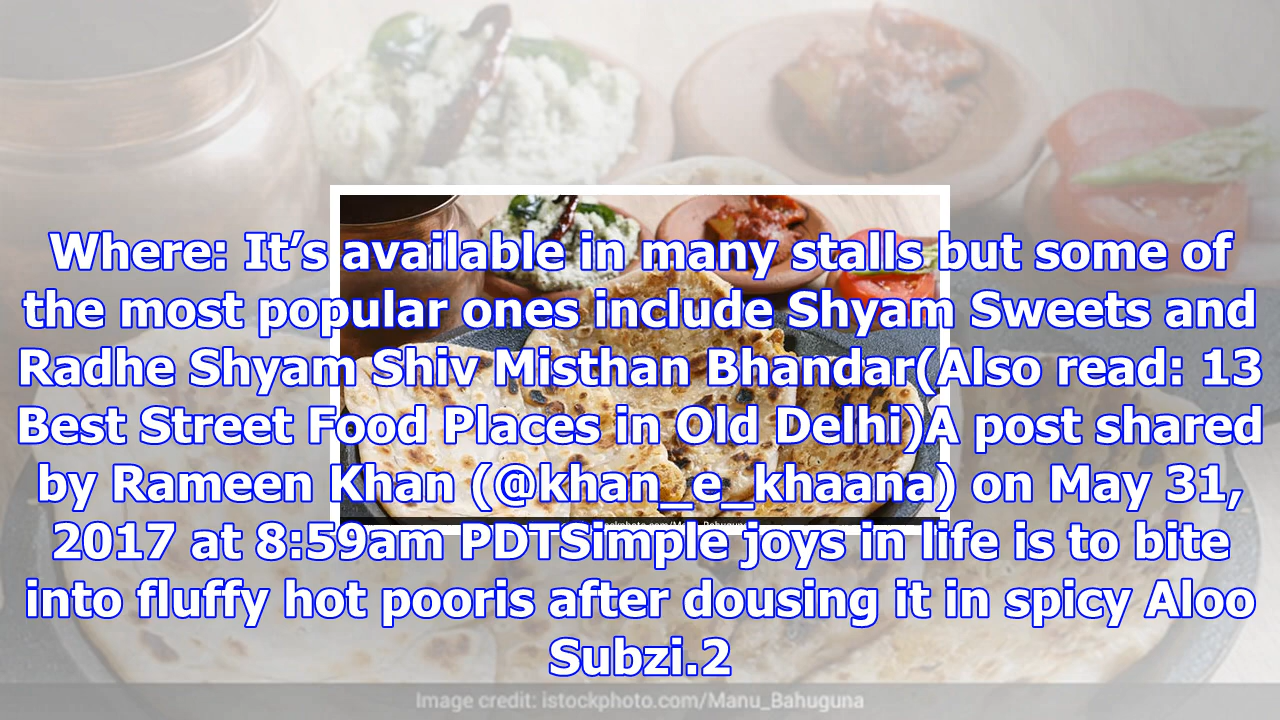 Where: It’s available in many stalls but some of
the most popular ones include Shyam Sweets and
Radhe Shyam Shiv Misthan Bhandar(Also read: 13
Best Street Food Places in Old Delhi)A post shared
by Rameen Khan (@khan_e_khaana) on May 31,
2017 at 8:59am PDTSimple joys in life is to bite
into fluffy hot pooris after dousing it in spicy Aloo
Subzi.2
Image credit: istockphoto.com/Manu_Bahuguna